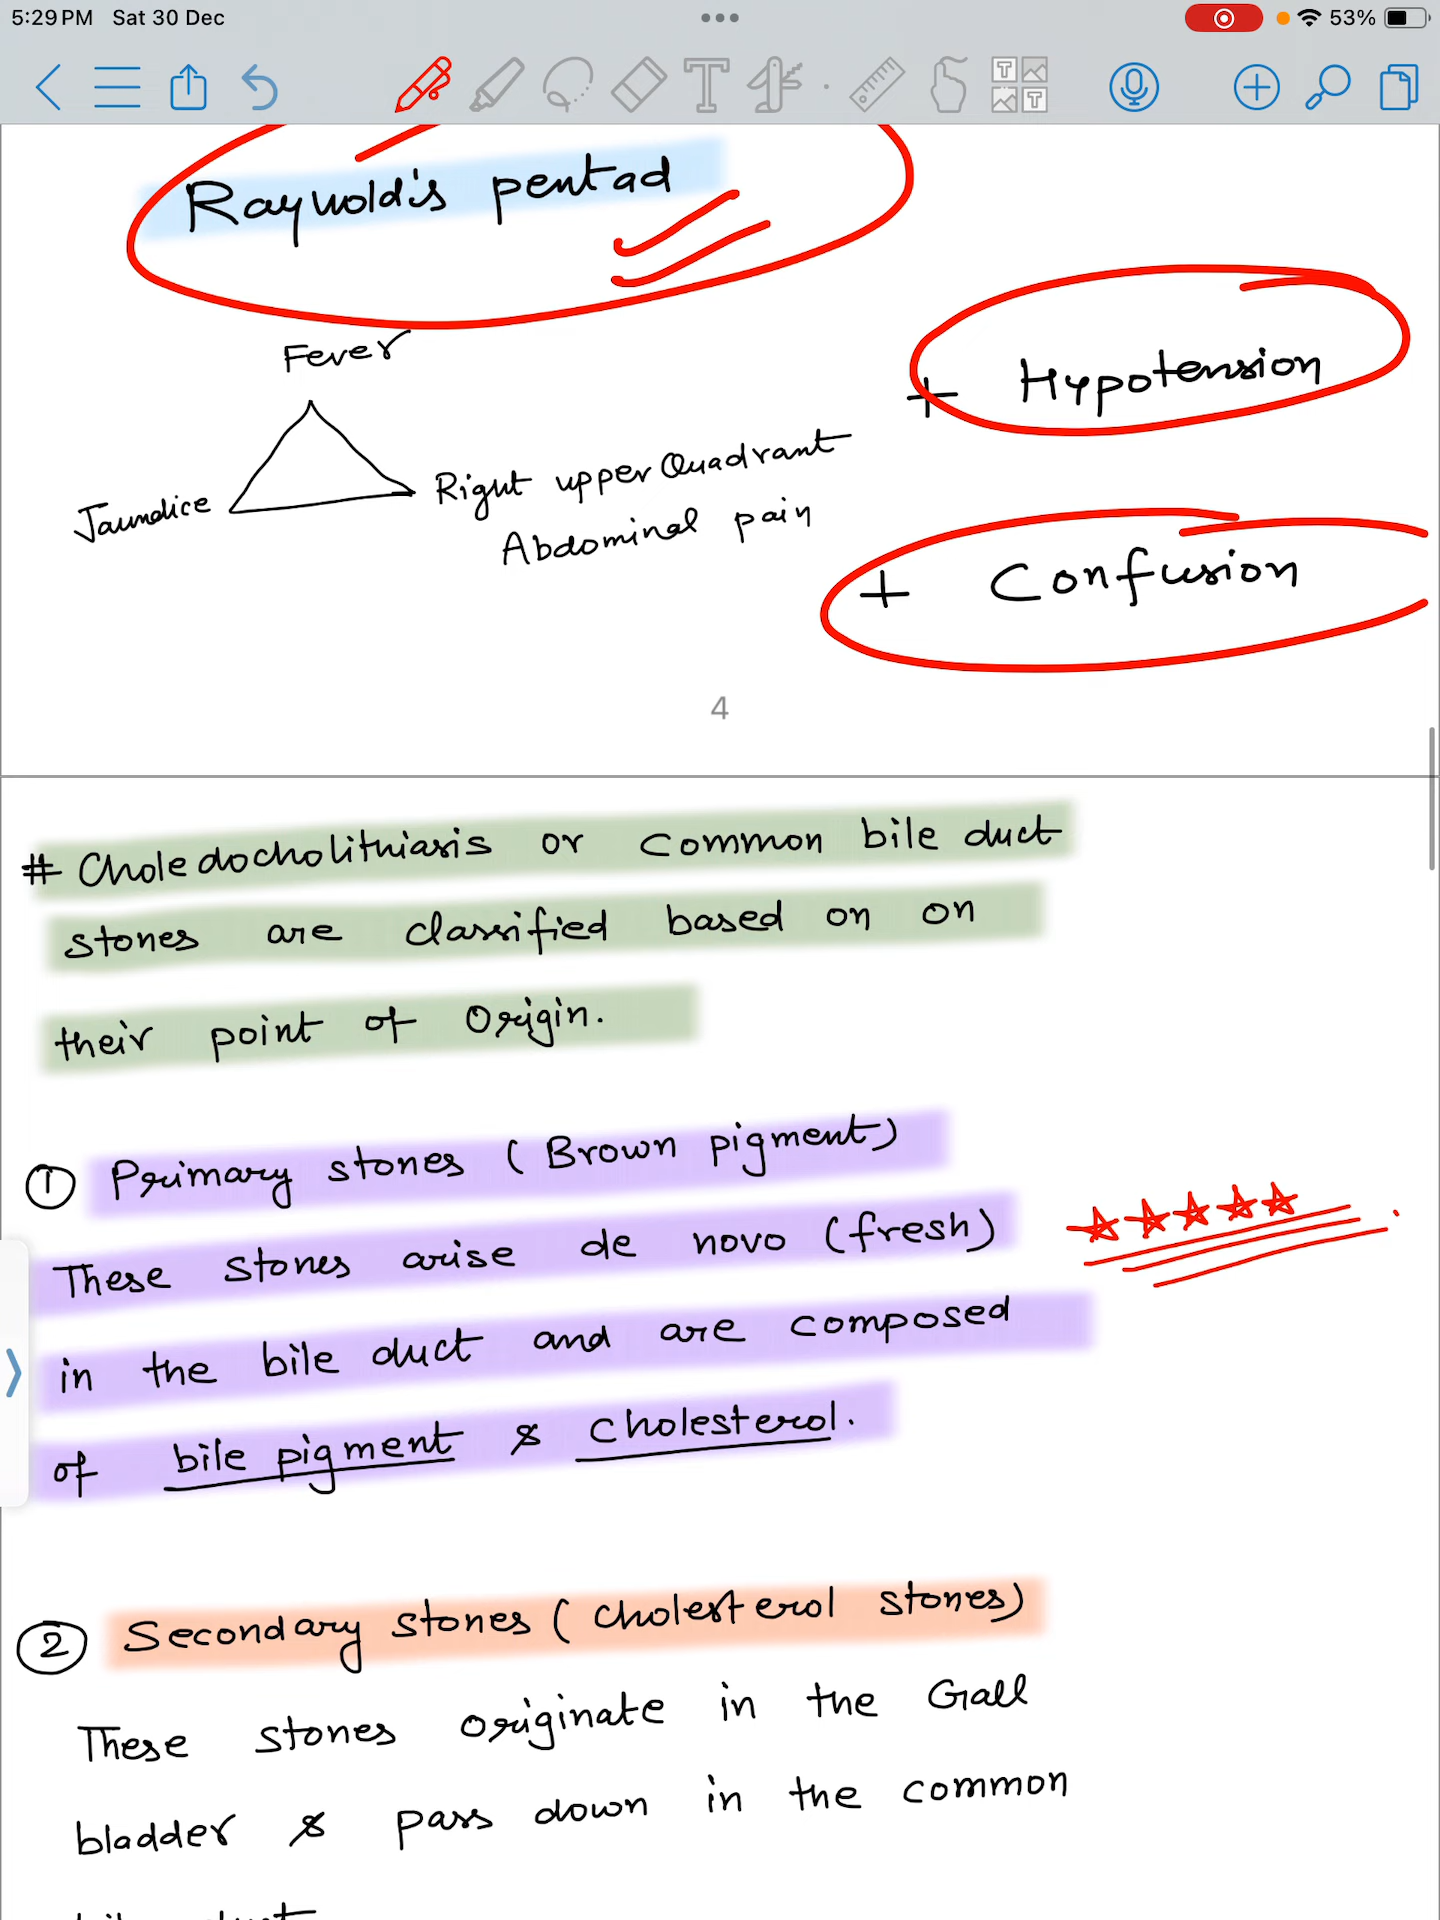 5:29 PM Sat 30 Dec
53%
Raynold's pentad
Fever
+ Hypotension
Jaundice
Right upper Quadrant
Abdominal pain
+ Confusion
4
# Choledocholithiasis or common bile duct
stones are classified based on on
their point of Origin.
① Primary stones ( Brown pigment)
These stones arise de novo (fresh)
in the bile duct and are composed
of bile pigment & cholesterol.
② Secondary stones ( cholesterol stones)
These stones originate in the Gall
bladder & pass down in the common